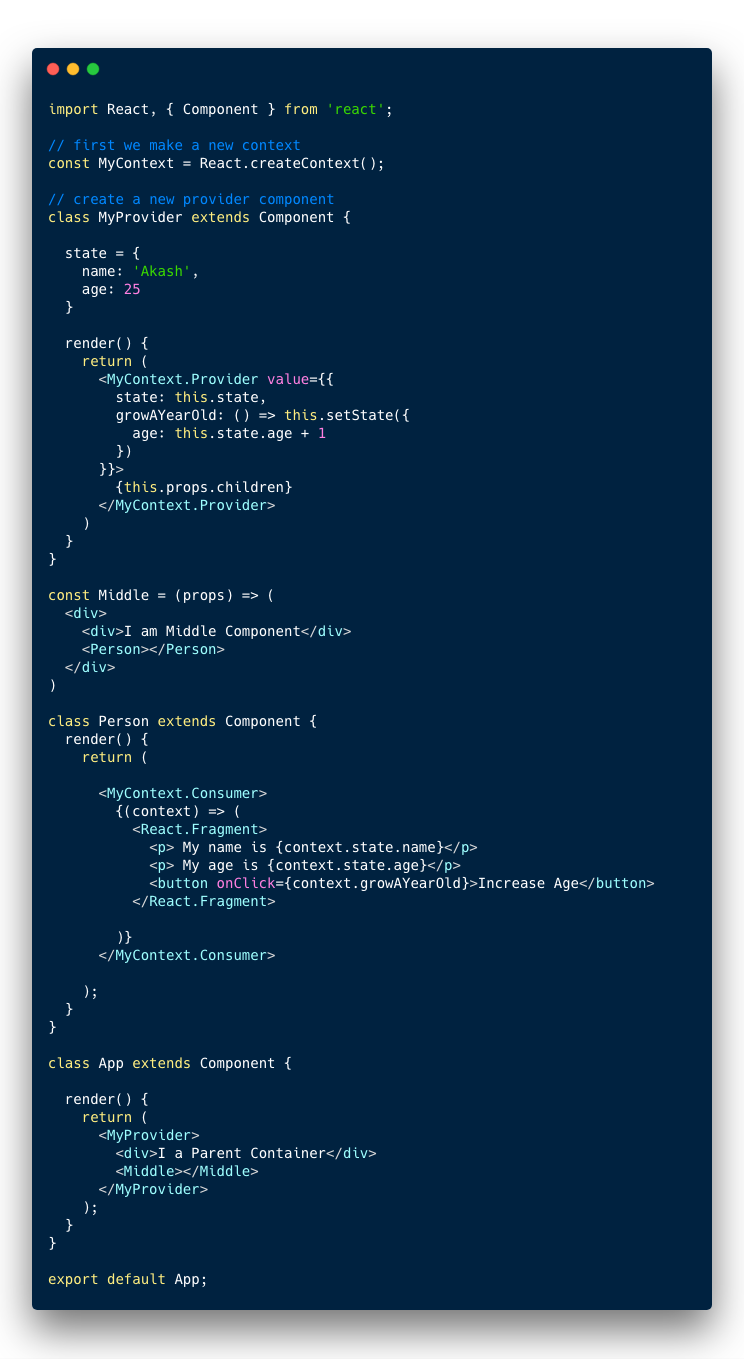 import React, { Component } from 'react';

// first we make a new context
const MyContext = React.createContext();

// create a new provider component
class MyProvider extends Component {

  state = {
    name: 'Akash',
    age: 25
  }

  render() {
    return (
      <MyContext.Provider value={{
        state: this.state,
        growAYearOld: () => this.setState({
          age: this.state.age + 1
        })
      }}>
        {this.props.children}
      </MyContext.Provider>
    )
  }
}

const Middle = (props) => (
  <div>
    <div>I am Middle Component</div>
    <Person></Person>
  </div>
)

class Person extends Component {
  render() {
    return (

      <MyContext.Consumer>
        {(context) => (
          <React.Fragment>
            <p> My name is {context.state.name}</p>
            <p> My age is {context.state.age}</p>
            <button onClick={context.growAYearOld}>Increase Age</button>
          </React.Fragment>

        )}
      </MyContext.Consumer>

    );
  }
}

class App extends Component {

  render() {
    return (
      <MyProvider>
        <div>I a Parent Container</div>
        <Middle></Middle>
      </MyProvider>
    );
  }
}

export default App;